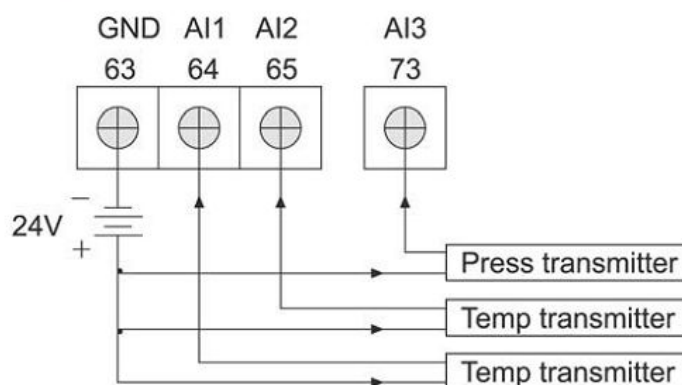 GND AI1 AI2 AI3
63 64 65 73
−
24V
+
Press transmitter
Temp transmitter
Temp transmitter